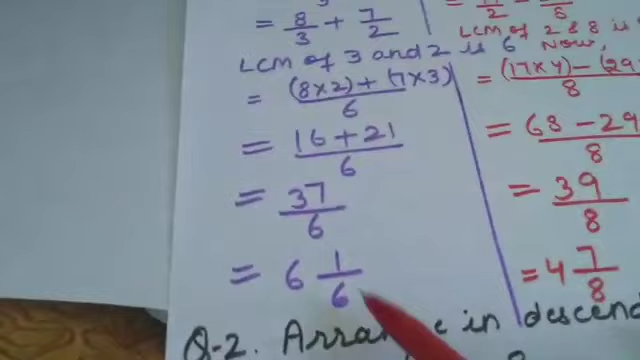 = 8/3 + 7/2
LCM of 3 and 2 is 6
= (8×2) + (7×3) / 6
= 16 + 21 / 6
= 37/6
= 6 1/6
LCM of 2 & 8 is
Now,
= (17×4) − (29 / 8
= 68 − 29 / 8
= 39/8
= 4 7/8
Q-2. Arrange in descend